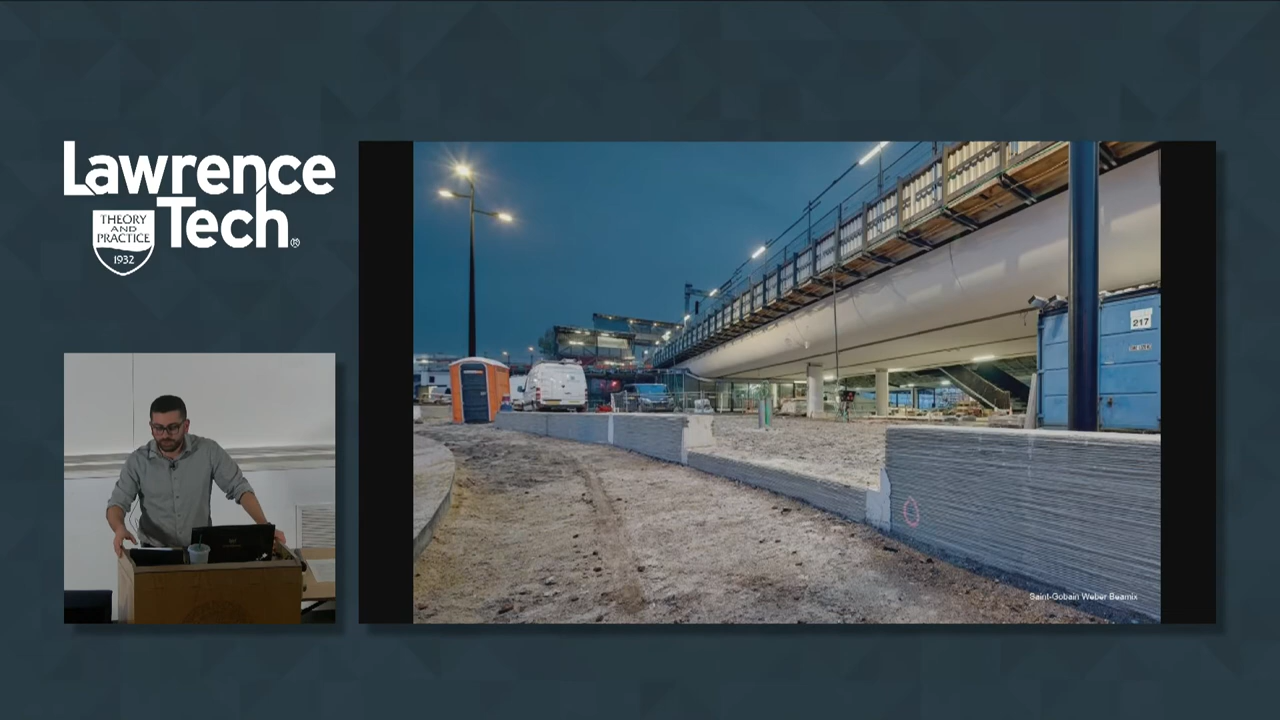 Lawrence
Tech®
THEORY
AND
PRACTICE
1932
217
Saint-Gobain Weber Beamix